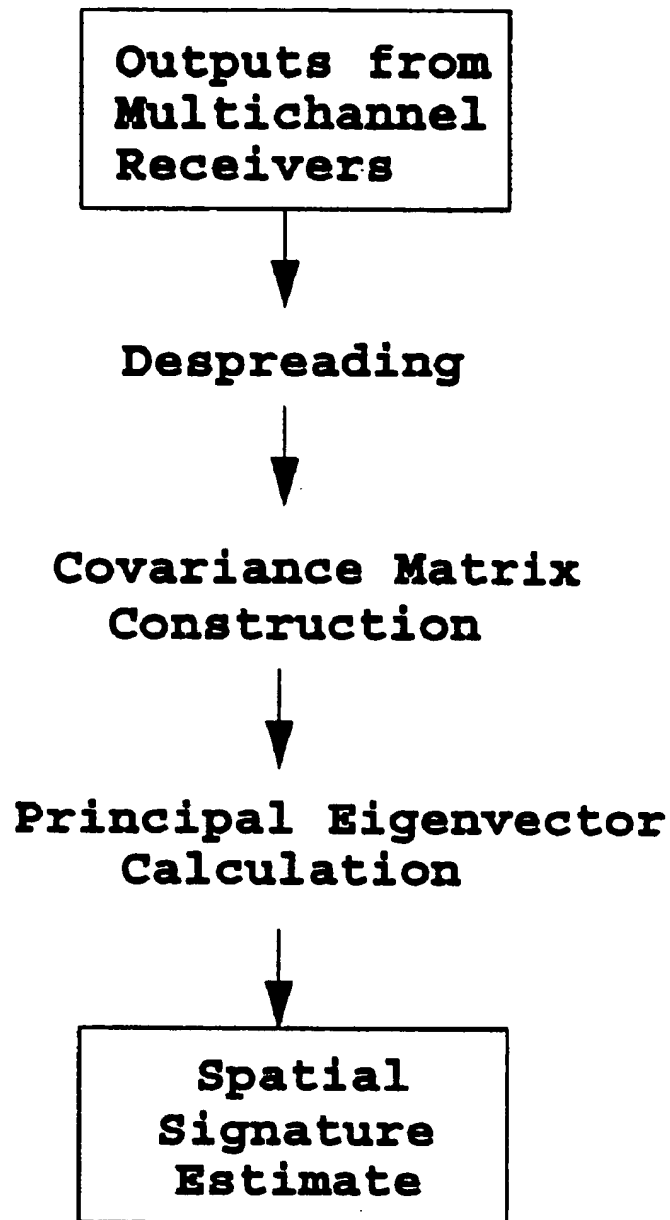 Outputs from
Multichannel
Receivers
Despreading
Covariance Matrix
Construction
Principal Eigenvector
Calculation
Spatial
Signature
Estimate